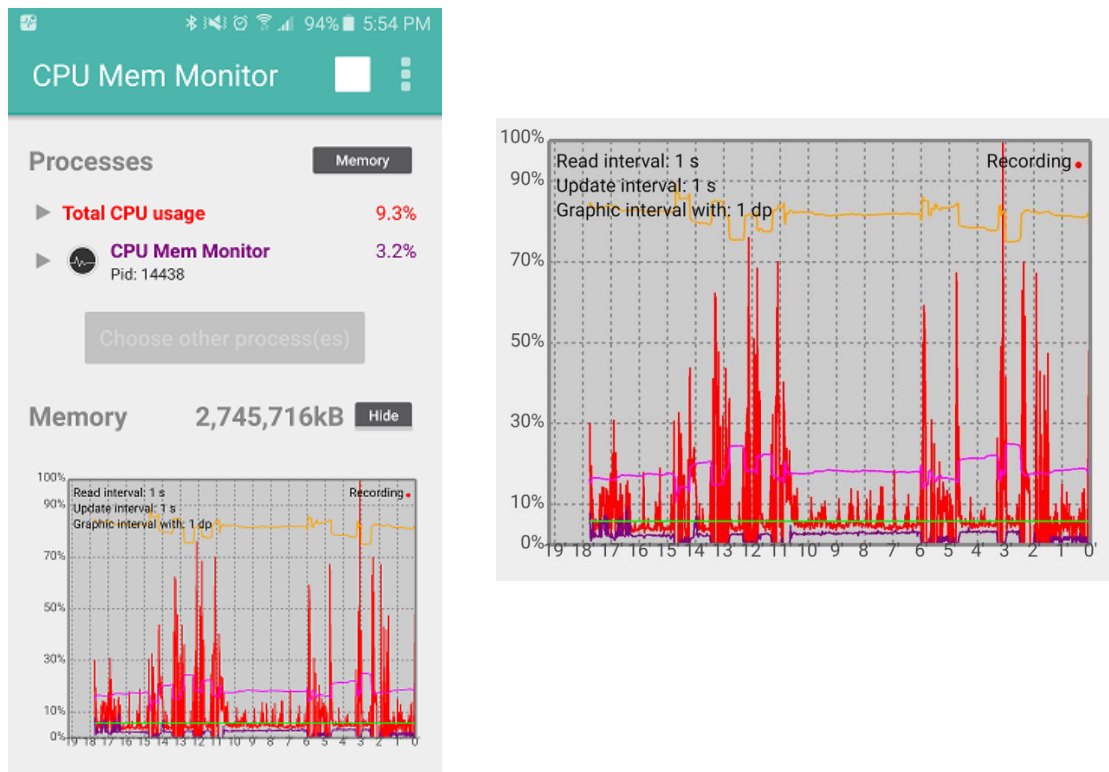 94% 5:54 PM
CPU Mem Monitor
Processes Memory
Total CPU usage 9.3%
CPU Mem Monitor 3.2%
Pid: 14438
Choose other process(es)
Memory 2,745,716kB Hide
100%
Read interval: 1 s Recording
90%
Update interval: 1 s
Graphic interval with: 1 dp
70%
50%
30%
10%
0%
19 18 17 16 15 14 13 12 11 10 9 8 7 6 5 4 3 2 1 0
100%
Read interval: 1 s Recording
90%
Update interval: 1 s
Graphic interval with: 1 dp
70%
50%
30%
10%
0%
19 18 17 16 15 14 13 12 11 10 9 8 7 6 5 4 3 2 1 0